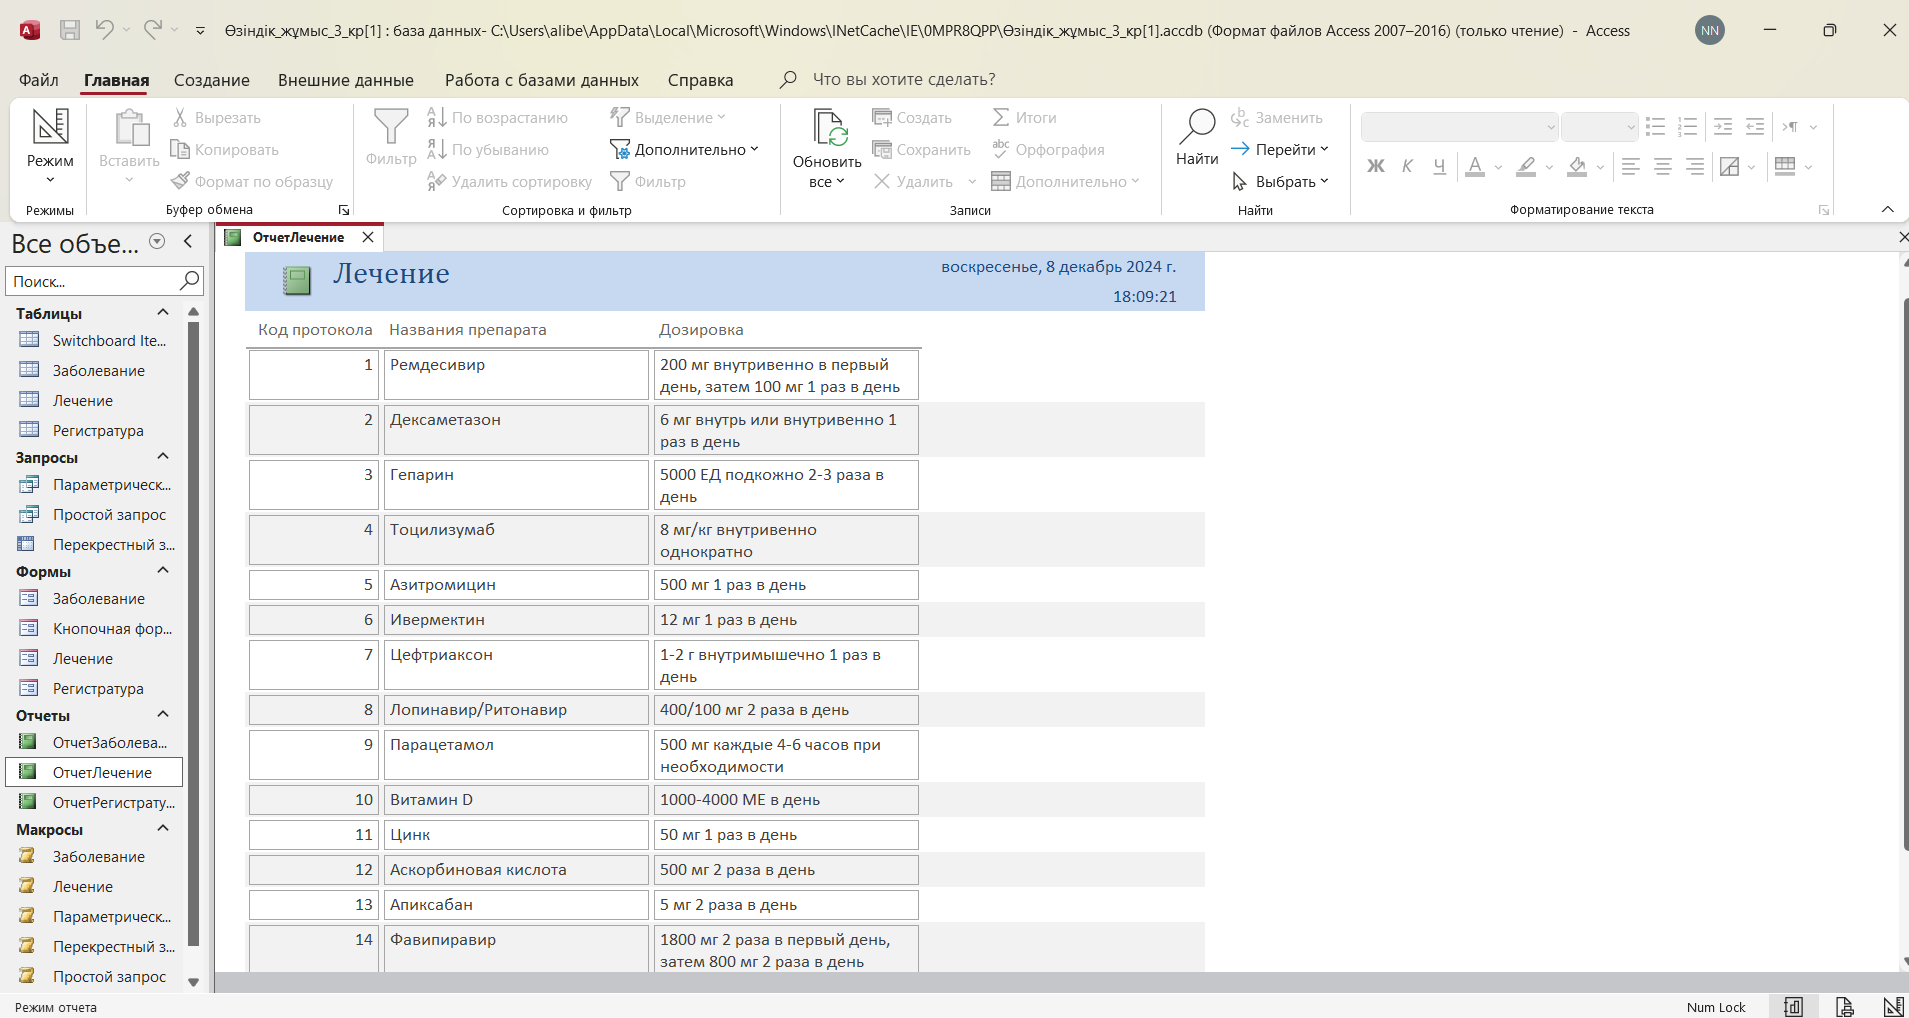 Өзіндік_жұмыс_3_кр[1] : база данных- C:\Users\alibe\AppData\Local\Microsoft\Windows\INetCache\IE\0MPR8QPP\Өзіндік_жұмыс_3_кр[1].accdb (Формат файлов Access 2007–2016) (только чтение) - Access
NN
Файл Главная Создание Внешние данные Работа с базами данных Справка Что вы хотите сделать?
Режим
Режимы
Вставить
Вырезать
Копировать
Формат по образцу
Буфер обмена
Фильтр
По возрастанию
По убыванию
Удалить сортировку
Выделение
Дополнительно
Фильтр
Сортировка и фильтр
Обновить
все
Создать
Сохранить
Удалить
Итоги
Орфография
Дополнительно
Записи
Найти
Заменить
Перейти
Выбрать
Найти
Ж К Ч А
Форматирование текста
Все объе...
Поиск...
Таблицы
Switchboard Ite...
Заболевание
Лечение
Регистратура
Запросы
Параметрическ...
Простой запрос
Перекрестный з...
Формы
Заболевание
Кнопочная фор...
Лечение
Регистратура
Отчеты
ОтчетЗаболева...
ОтчетЛечение
ОтчетРегистрату...
Макросы
Заболевание
Лечение
Параметрическ...
Перекрестный з...
Простой запрос
ОтчетЛечение
Лечение
воскресенье, 8 декабрь 2024 г.
18:09:21
Код протокола Названия препарата Дозировка
1 Ремдесивир 200 мг внутривенно в первый
день, затем 100 мг 1 раз в день
2 Дексаметазон 6 мг внутрь или внутривенно 1
раз в день
3 Гепарин 5000 ЕД подкожно 2-3 раза в
день
4 Тоцилизумаб 8 мг/кг внутривенно
однократно
5 Азитромицин 500 мг 1 раз в день
6 Ивермектин 12 мг 1 раз в день
7 Цефтриаксон 1-2 г внутримышечно 1 раз в
день
8 Лопинавир/Ритонавир 400/100 мг 2 раза в день
9 Парацетамол 500 мг каждые 4-6 часов при
необходимости
10 Витамин D 1000-4000 МЕ в день
11 Цинк 50 мг 1 раз в день
12 Аскорбиновая кислота 500 мг 2 раза в день
13 Апиксабан 5 мг 2 раза в день
14 Фавипиравир 1800 мг 2 раза в первый день,
затем 800 мг 2 раза в день
Режим отчета
Num Lock